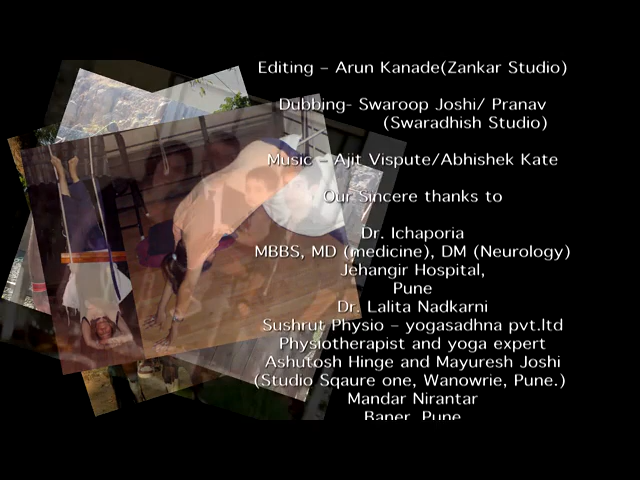 Editing – Arun Kanade(Zankar Studio)
Dubbing- Swaroop Joshi/ Pranav
(Swaradhish Studio)
Music – Ajit Vispute/Abhishek Kate
Our Sincere thanks to
Dr. Ichaporia
MBBS, MD (medicine), DM (Neurology)
Jehangir Hospital,
Pune
Dr. Lalita Nadkarni
Sushrut Physio – yogasadhna pvt.ltd
Physiotherapist and yoga expert
Ashutosh Hinge and Mayuresh Joshi
(Studio Sqaure one, Wanowrie, Pune.)
Mandar Nirantar
Baner, Pune